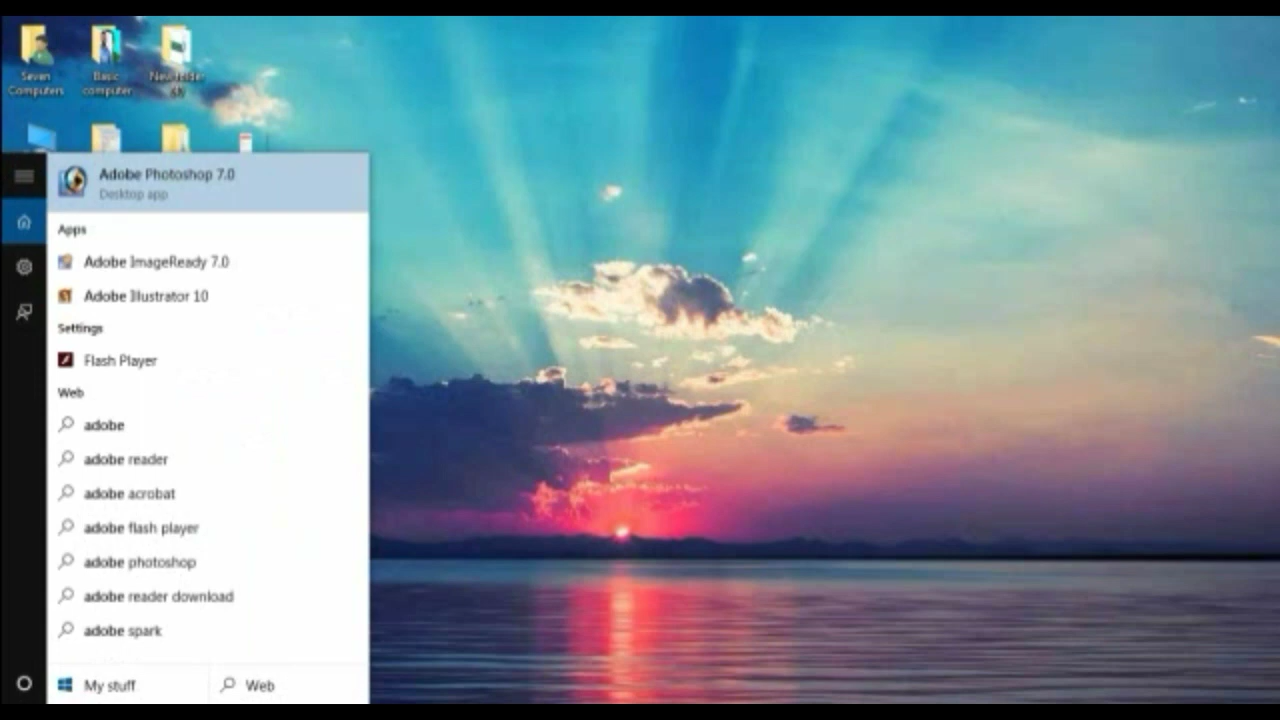 Seven
Computers
Basic
computer
New folder
Adobe Photoshop 7.0
Desktop app
Apps
Adobe ImageReady 7.0
Adobe Illustrator 10
Settings
Flash Player
Web
adobe
adobe reader
adobe acrobat
adobe flash player
adobe photoshop
adobe reader download
adobe spark
My stuff
Web